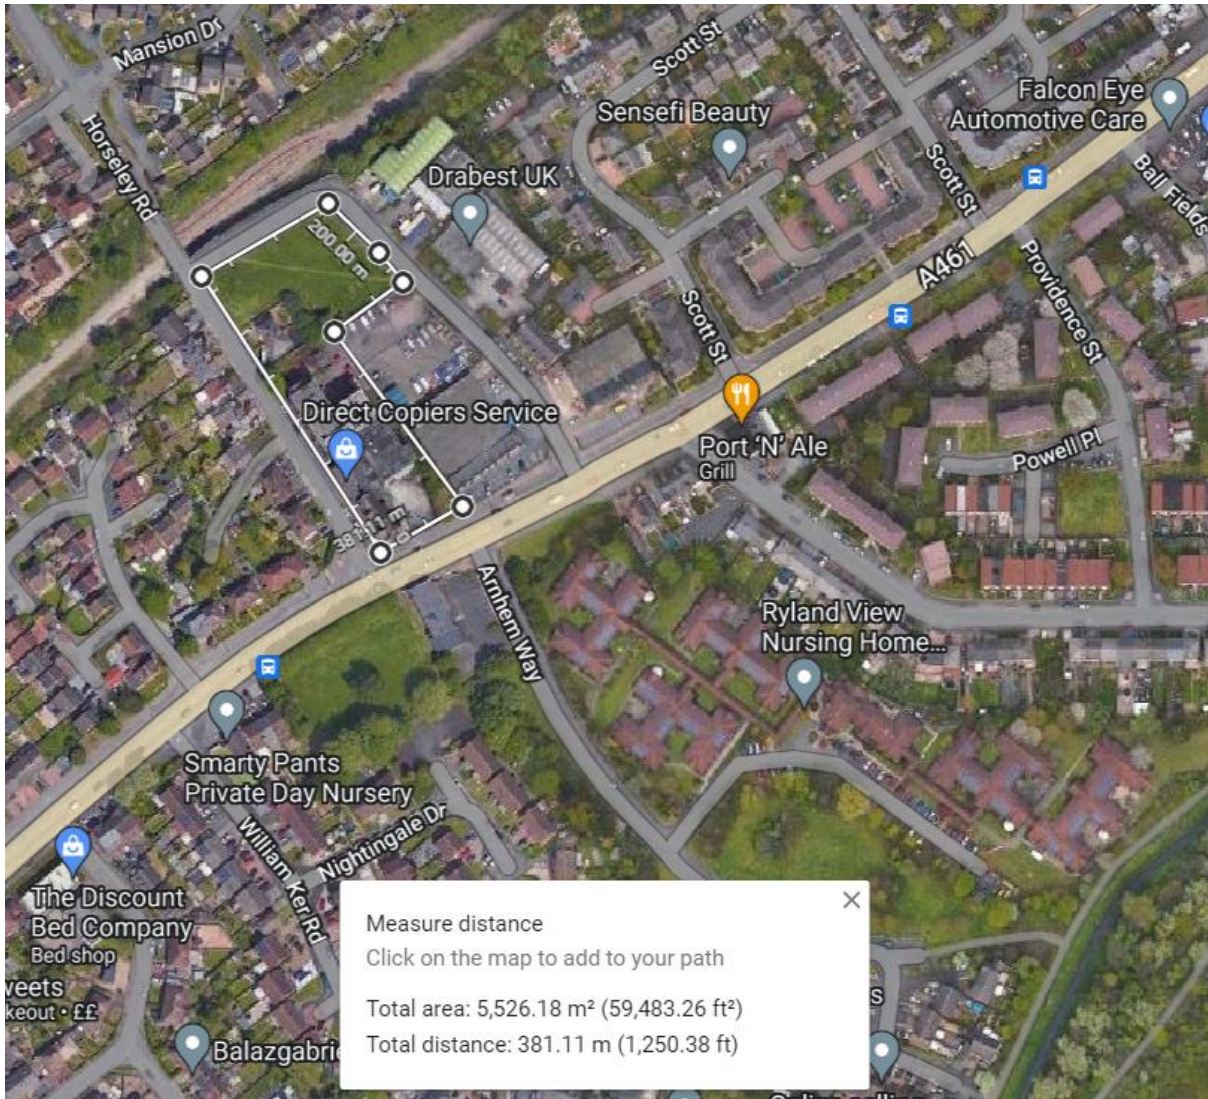 Mansion Dr
Scott St
Falcon Eye
Automotive Care
Sensefi Beauty
Horseley Rd
Drabest UK
Scott St
Ball Fields
200.00 m
A461
Providence St
Scott St
Direct Copiers Service
Port 'N' Ale
Grill
Powell Pl
381.11 m
0
Arnhem Way
Ryland View
Nursing Home...
Smarty Pants
Private Day Nursery
Nightingale Dr
William Ker Rd
The Discount
Bed Company
Bed shop
weets
keout • ££
Balazgabrie
s
Measure distance
Click on the map to add to your path
Total area: 5,526.18 m² (59,483.26 ft²)
Total distance: 381.11 m (1,250.38 ft)